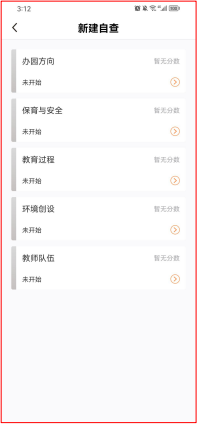 3:12
新建自查
办园方向 暂无分数
未开始
保育与安全 暂无分数
未开始
教育过程 暂无分数
未开始
环境创设 暂无分数
未开始
教师队伍 暂无分数
未开始